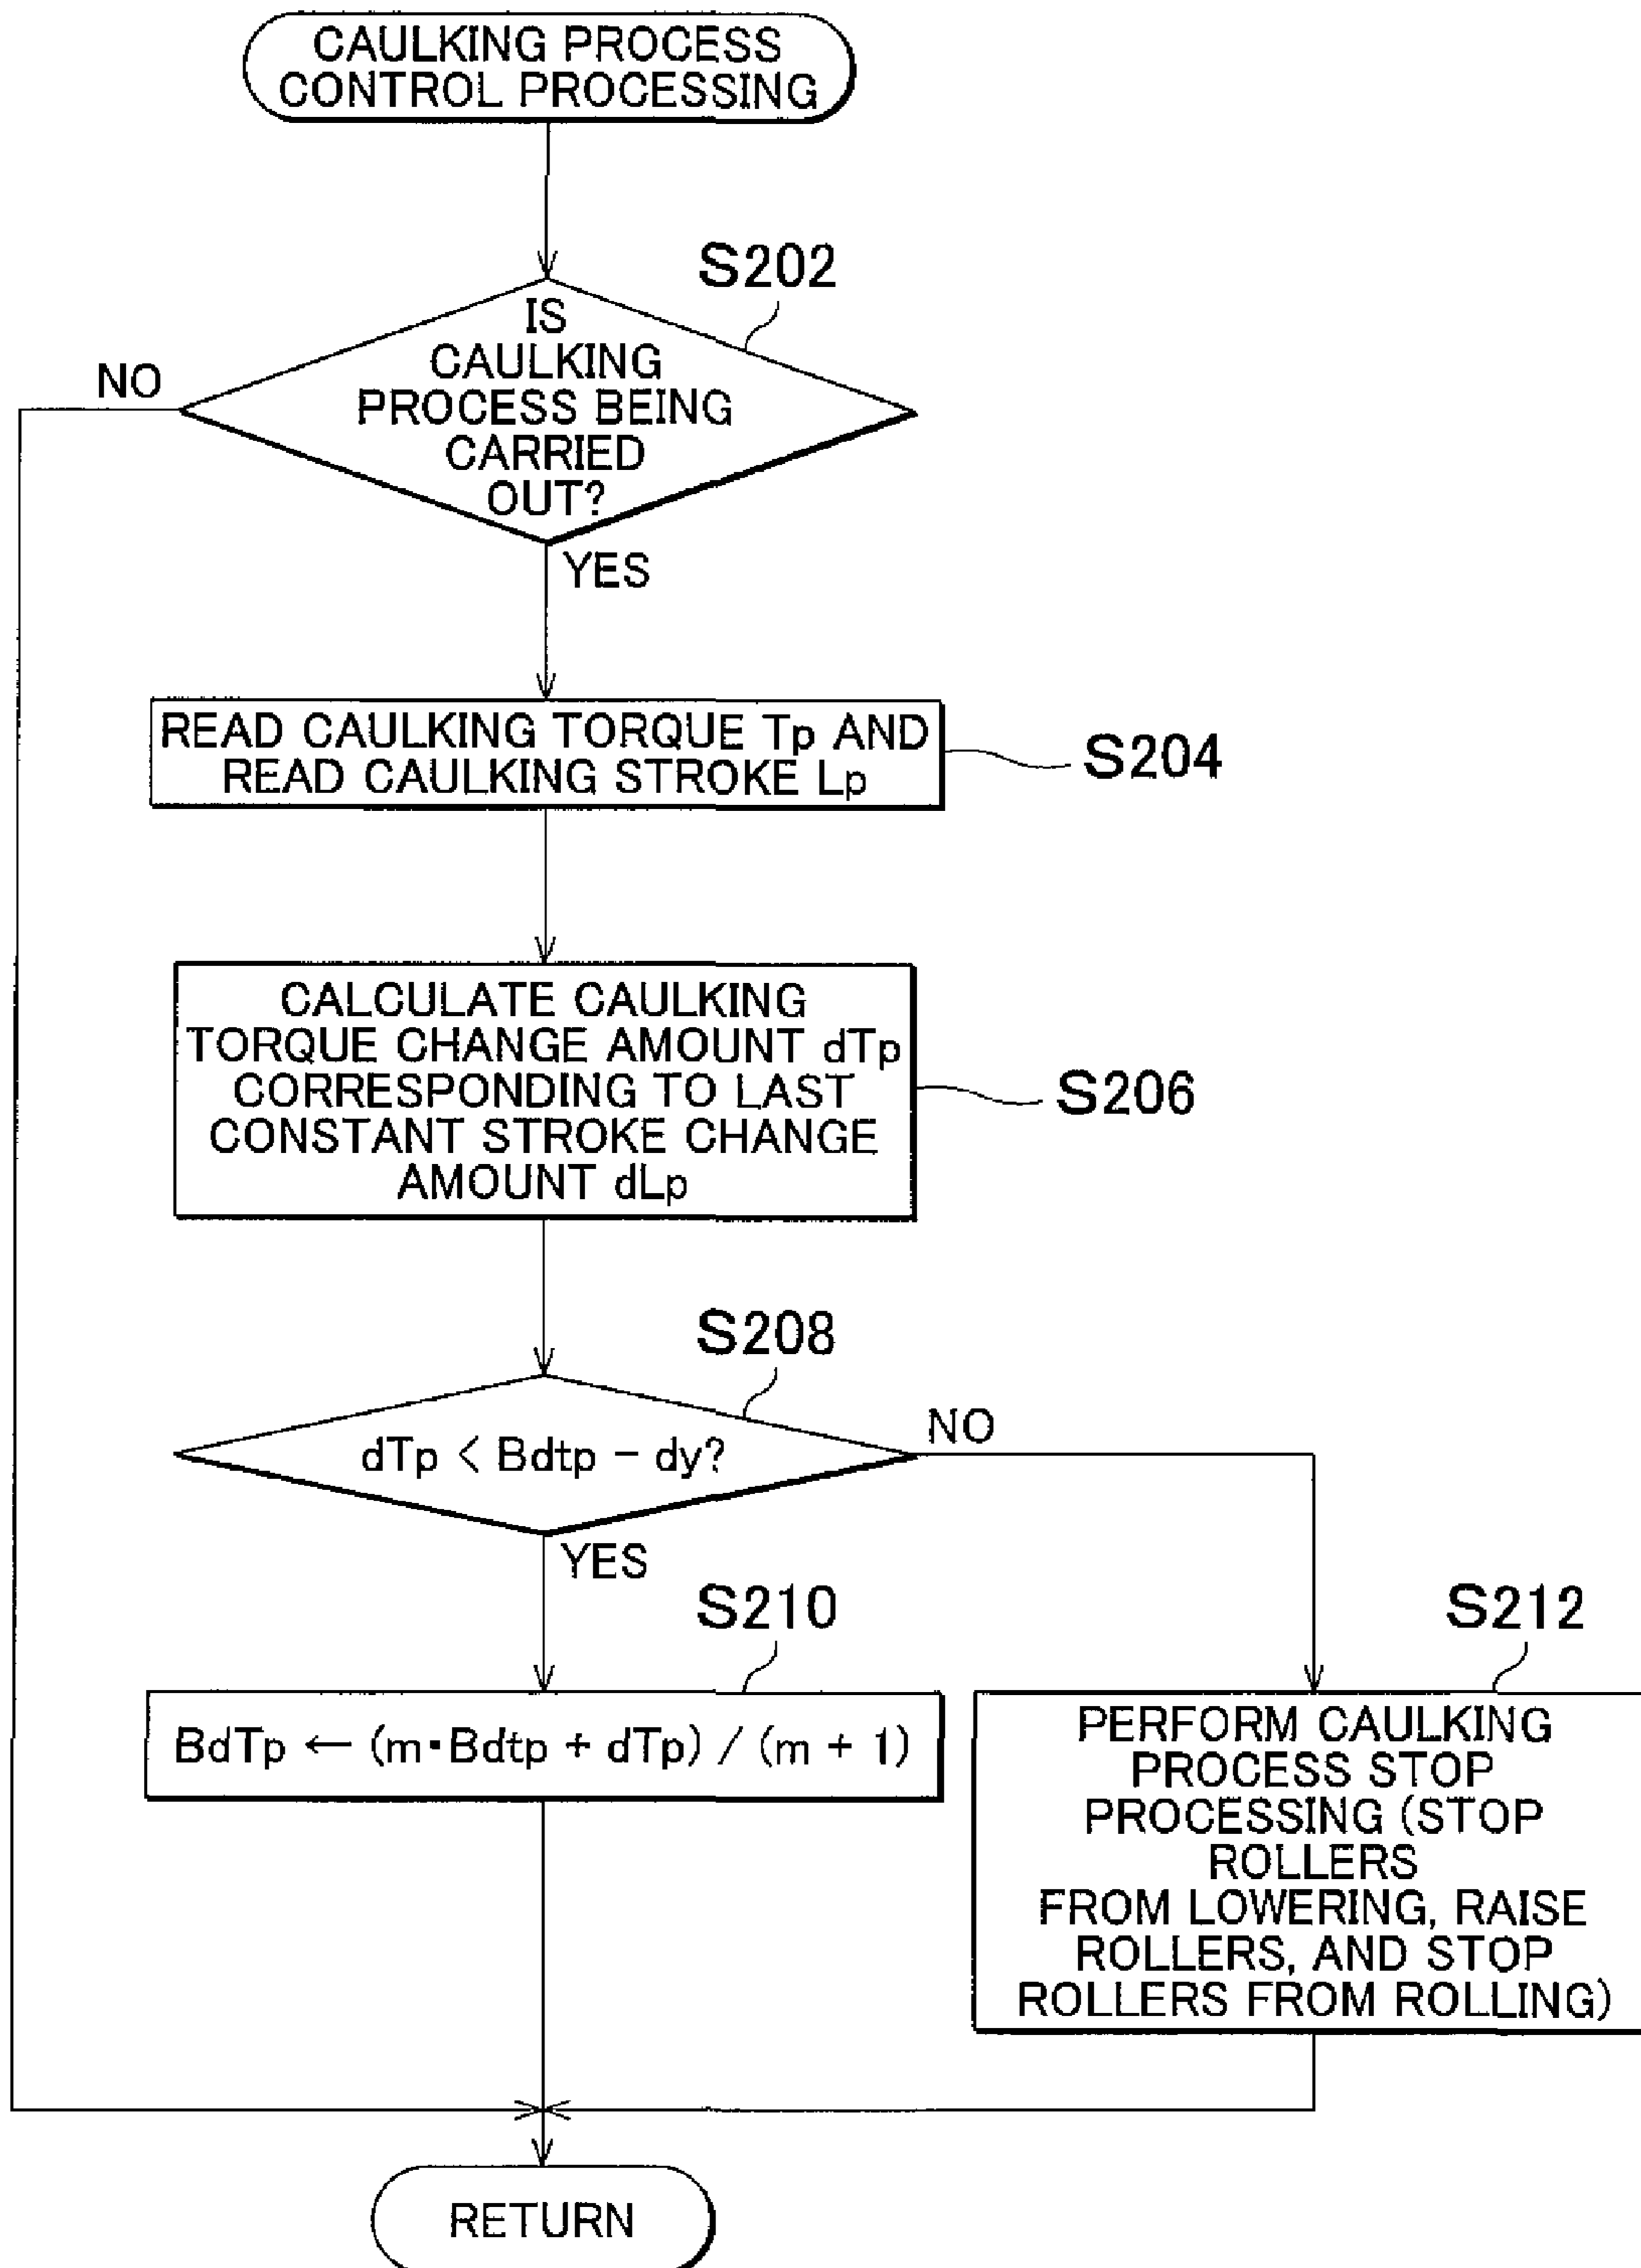 CAULKING PROCESS
CONTROL PROCESSING
S202
IS
CAULKING
PROCESS BEING
CARRIED
OUT?
NO
YES
READ CAULKING TORQUE Tp AND
READ CAULKING STROKE Lp
S204
CALCULATE CAULKING
TORQUE CHANGE AMOUNT dTp
CORRESPONDING TO LAST
CONSTANT STROKE CHANGE
AMOUNT dLp
S206
S208
dTp < Bdtp - dy?
NO
YES
S210
BdTp ← (m·Bdtp + dTp) / (m + 1)
S212
PERFORM CAULKING
PROCESS STOP
PROCESSING (STOP
ROLLERS
FROM LOWERING, RAISE
ROLLERS, AND STOP
ROLLERS FROM ROLLING)
RETURN